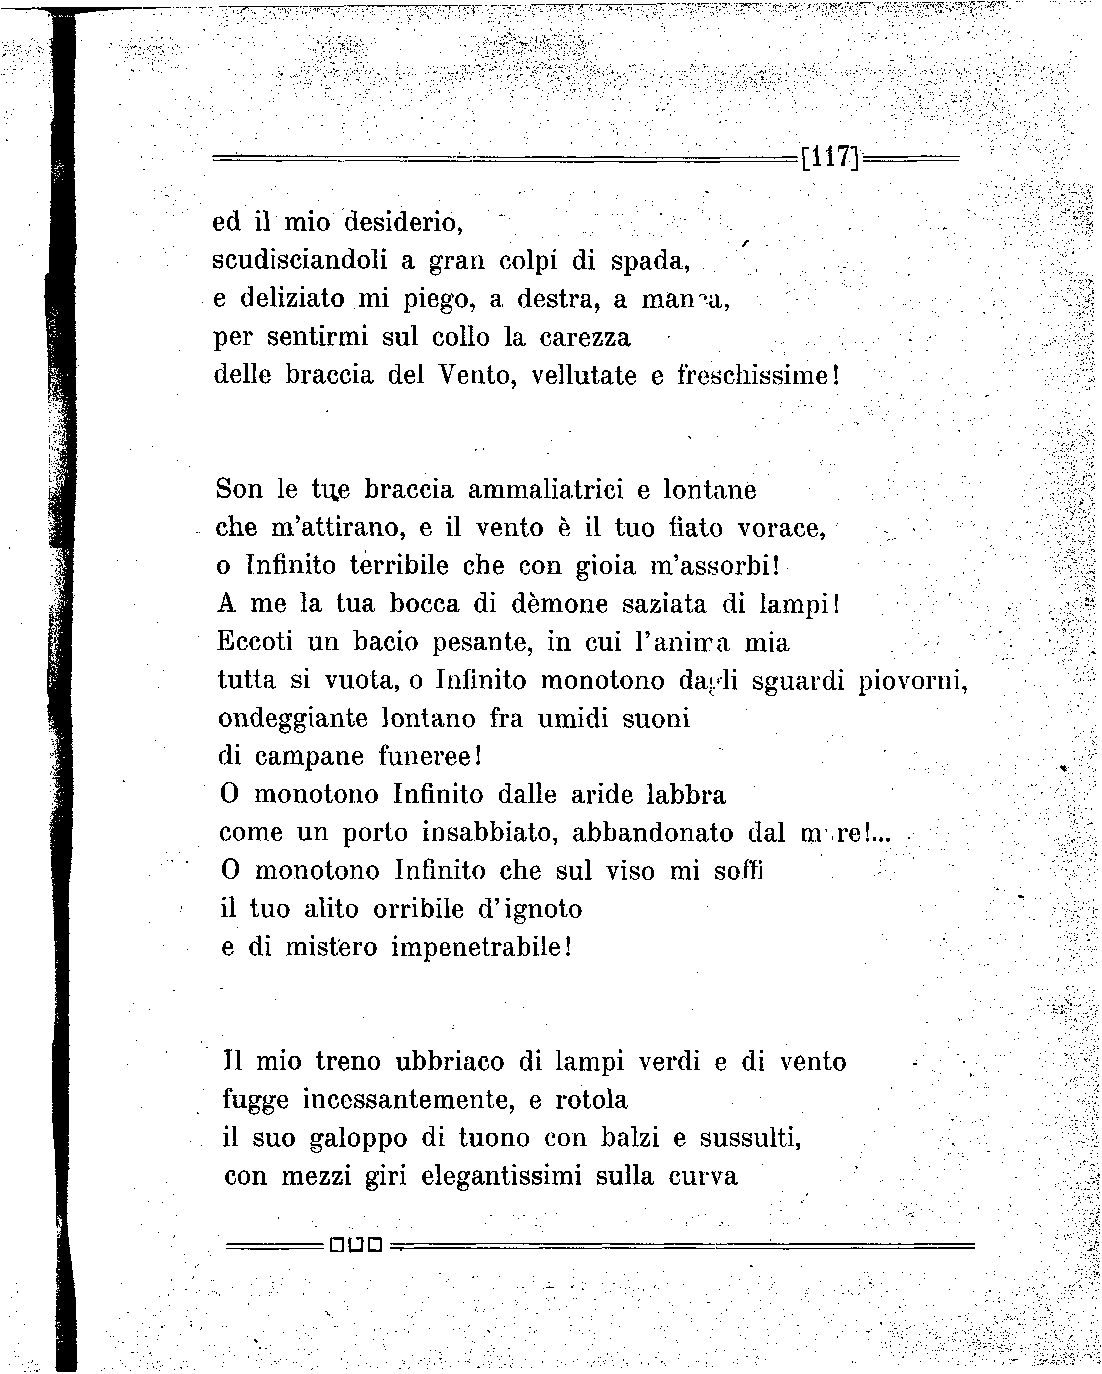 [117]
ed il mio desiderio,
scudisciandoli a gran colpi di spada,
e deliziato mi piego, a destra, a manca,
per sentirmi sul collo la carezza
delle braccia del Vento, vellutate e freschissime!
Son le tue braccia ammaliatrici e lontane
che m'attirano, e il vento è il tuo fiato vorace,
o Infinito terribile che con gioia m'assorbi!
A me la tua bocca di dèmone saziata di lampi!
Eccoti un bacio pesante, in cui l'anima mia
tutta si vuota, o Infinito monotono dagli sguardi piovorni,
ondeggiante lontano fra umidi suoni
di campane funeree!
O monotono Infinito dalle aride labbra
come un porto insabbiato, abbandonato dal mare!...
O monotono Infinito che sul viso mi soffi
il tuo alito orribile d'ignoto
e di mistero impenetrabile!
Il mio treno ubbriaco di lampi verdi e di vento
fugge incessantemente, e rotola
il suo galoppo di tuono con balzi e sussulti,
con mezzi giri elegantissimi sulla curva